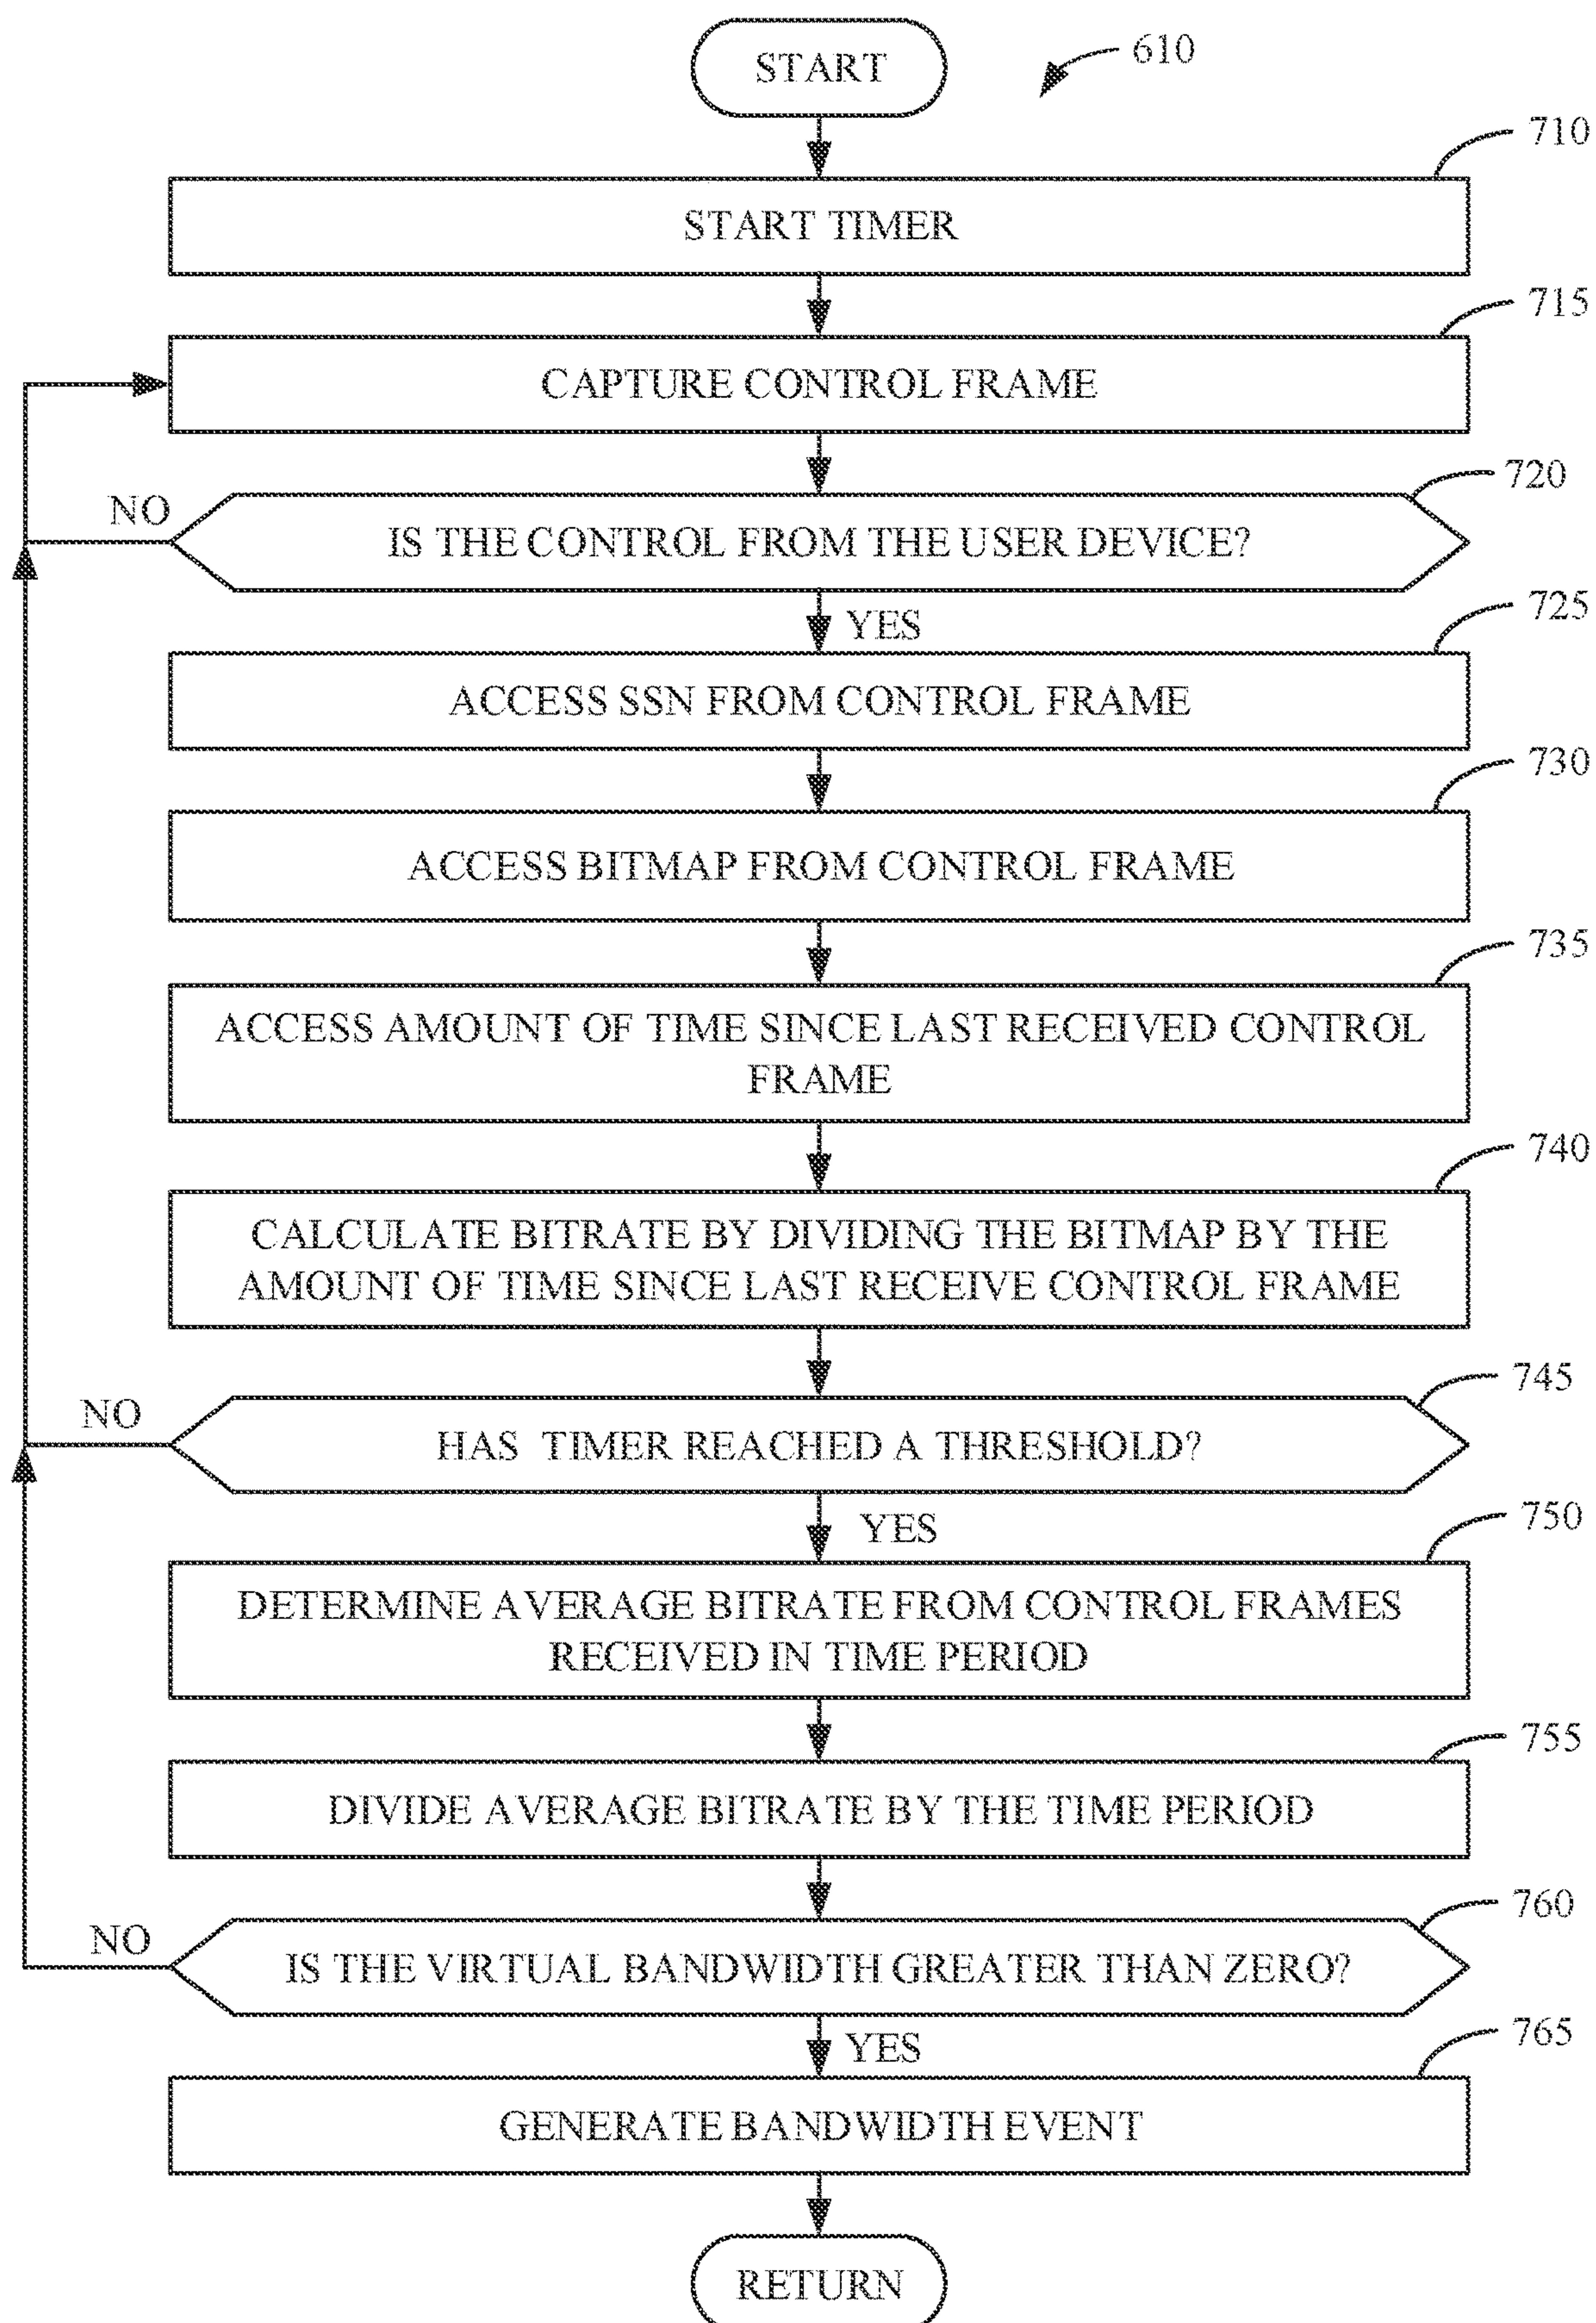 START
610
710
START TIMER
715
CAPTURE CONTROL FRAME
720
NO
IS THE CONTROL FROM THE USER DEVICE?
YES
725
ACCESS SSN FROM CONTROL FRAME
730
ACCESS BITMAP FROM CONTROL FRAME
735
ACCESS AMOUNT OF TIME SINCE LAST RECEIVED CONTROL
FRAME
740
CALCULATE BITRATE BY DIVIDING THE BITMAP BY THE
AMOUNT OF TIME SINCE LAST RECEIVE CONTROL FRAME
745
NO
HAS TIMER REACHED A THRESHOLD?
YES
750
DETERMINE AVERAGE BITRATE FROM CONTROL FRAMES
RECEIVED IN TIME PERIOD
755
DIVIDE AVERAGE BITRATE BY THE TIME PERIOD
760
NO
IS THE VIRTUAL BANDWIDTH GREATER THAN ZERO?
YES
765
GENERATE BANDWIDTH EVENT
RETURN